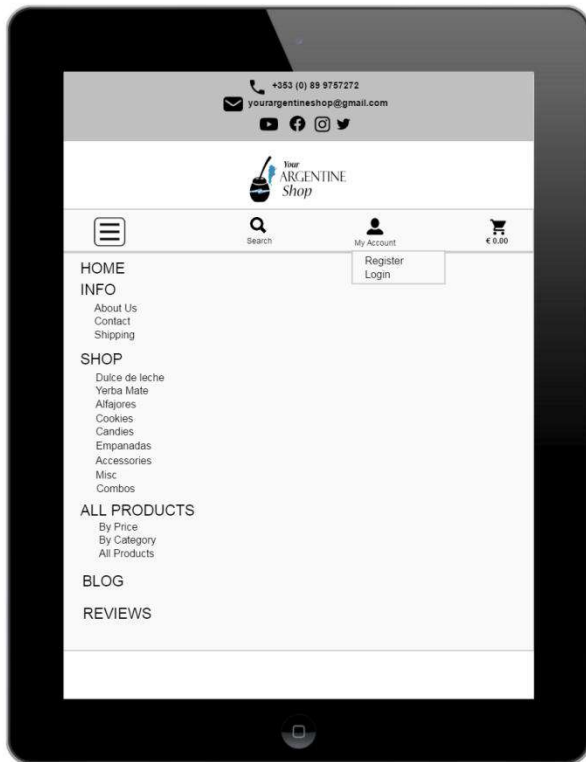 +353 (0) 89 9757272
yourargentineshop@gmail.com
Your
ARGENTINE
Shop
Search
My Account
€ 0.00
Register
Login
HOME
INFO
About Us
Contact
Shipping
SHOP
Dulce de leche
Yerba Mate
Alfajores
Cookies
Candies
Empanadas
Accessories
Misc
Combos
ALL PRODUCTS
By Price
By Category
All Products
BLOG
REVIEWS